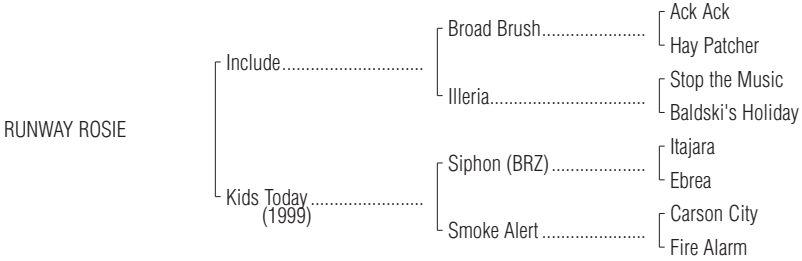 Ack Ack
Broad Brush......................
Hay Patcher
Include.............................
Stop the Music
Illeria................................
Baldski's Holiday
RUNWAY ROSIE
Itajara
Siphon (BRZ) ...................
Ebrea
Kids Today .......................
(1999)
Carson City
Smoke Alert .....................
Fire Alarm